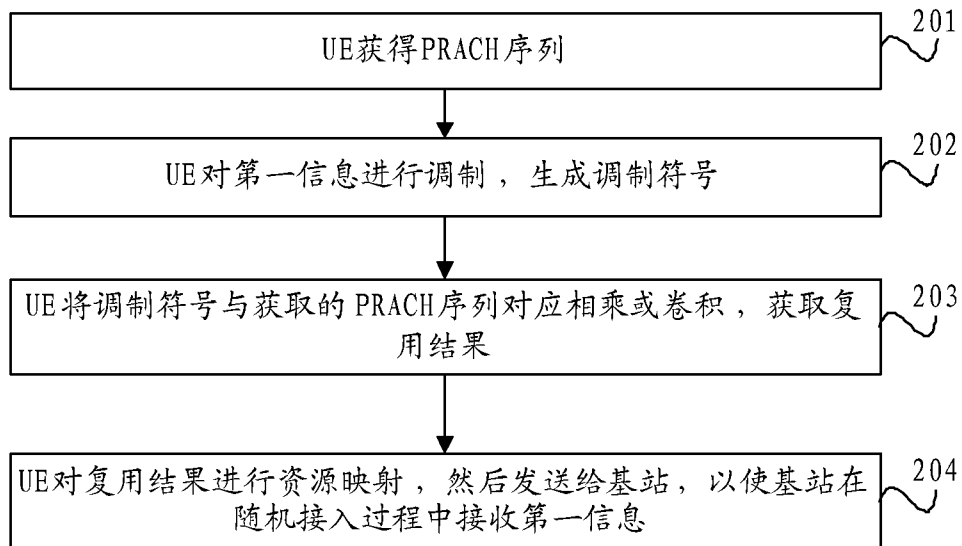 UE获得PRACH序列
201
UE对第一信息进行调制，生成调制符号
202
UE将调制符号与获取的PRACH序列对应相乘或卷积，获取复
用结果
203
UE对复用结果进行资源映射，然后发送给基站，以使基站在
随机接入过程中接收第一信息
204